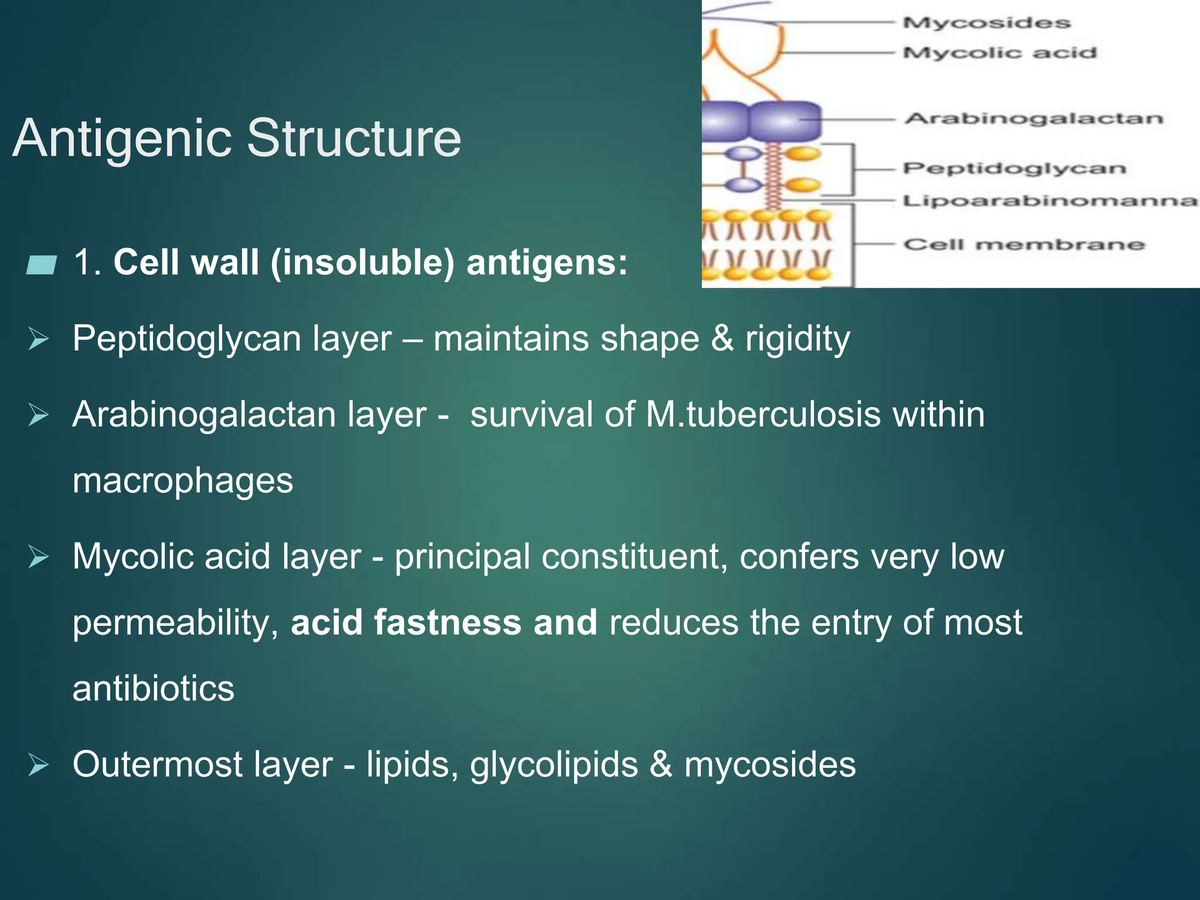 Mycosides
Mycolic acid
Arabinogalactan
Peptidoglycan
Lipoarabinomanna
Cell membrane
Antigenic Structure
1. Cell wall (insoluble) antigens:
Peptidoglycan layer – maintains shape & rigidity
Arabinogalactan layer - survival of M.tuberculosis within
macrophages
Mycolic acid layer - principal constituent, confers very low
permeability, acid fastness and reduces the entry of most
antibiotics
Outermost layer - lipids, glycolipids & mycosides